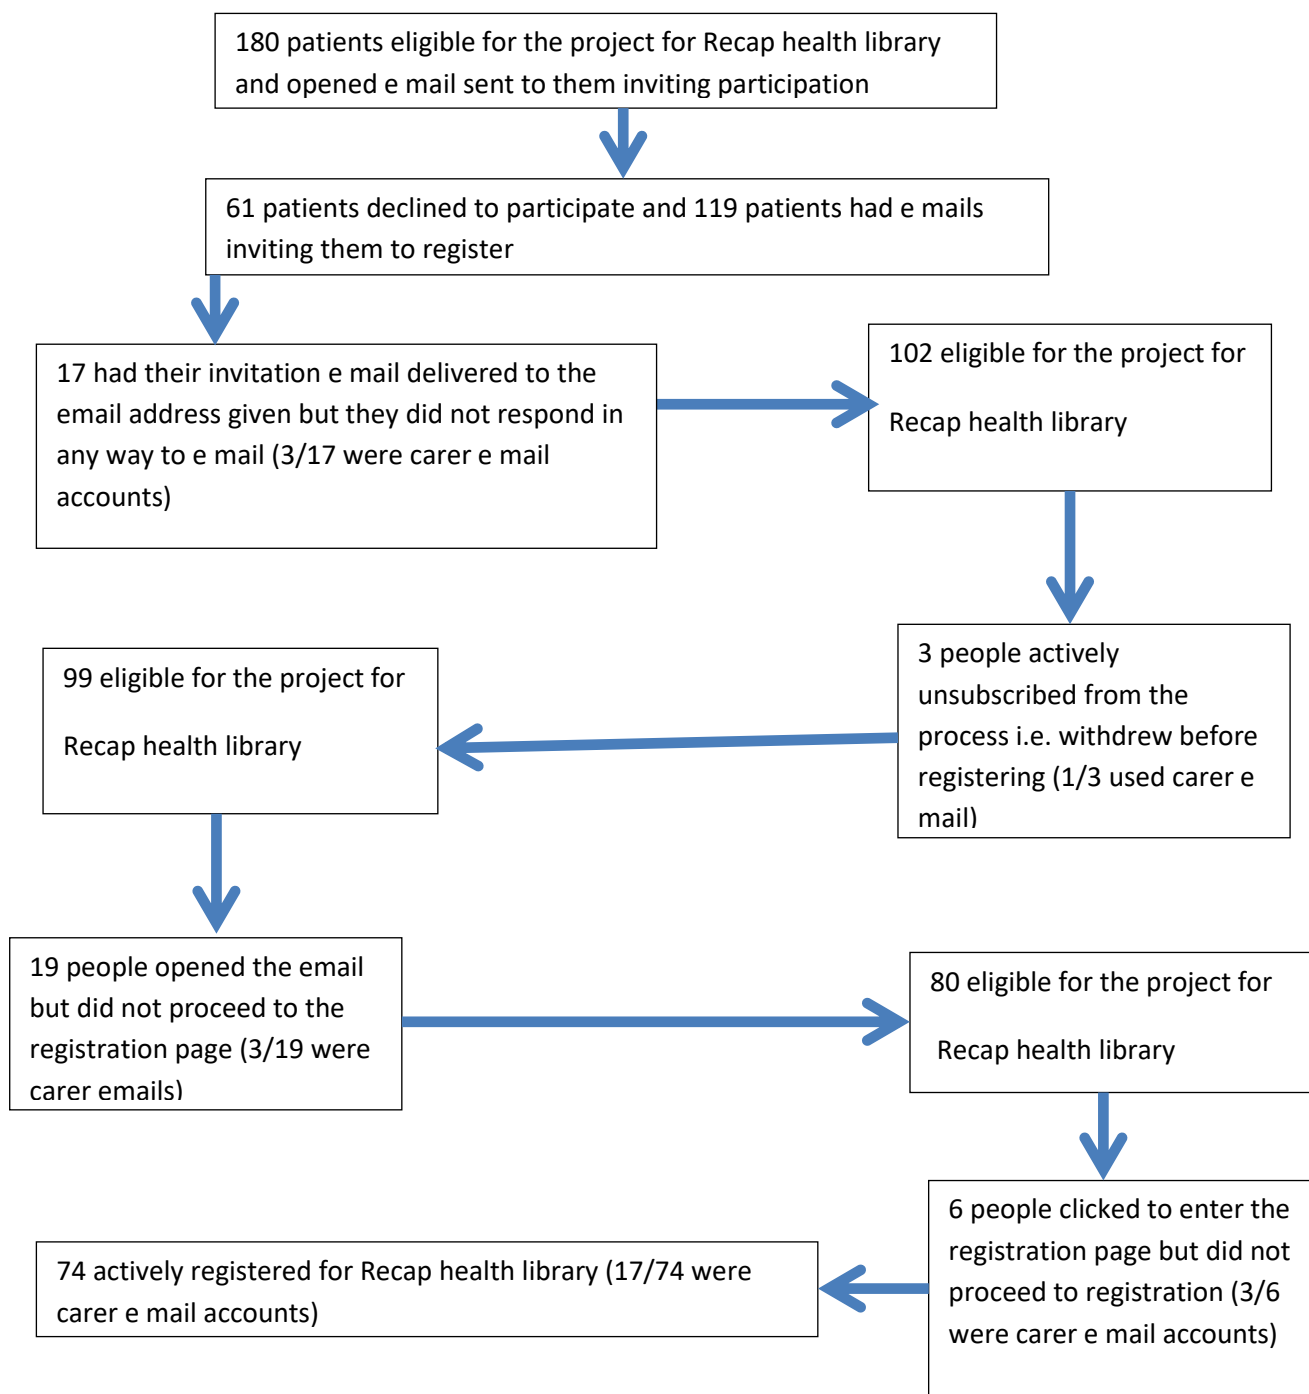 180 patients eligible for the project for Recap health library
and opened e mail sent to them inviting participation
61 patients declined to participate and 119 patients had e mails
inviting them to register
17 had their invitation e mail delivered to the
email address given but they did not respond in
any way to e mail (3/17 were carer e mail
accounts)
102 eligible for the project for
Recap health library
3 people actively
unsubscribed from the
process i.e. withdrew before
registering (1/3 used carer e
mail)
99 eligible for the project for
Recap health library
19 people opened the email
but did not proceed to the
registration page (3/19 were
carer emails)
80 eligible for the project for
Recap health library
6 people clicked to enter the
registration page but did not
proceed to registration (3/6
were carer e mail accounts)
74 actively registered for Recap health library (17/74 were
carer e mail accounts)